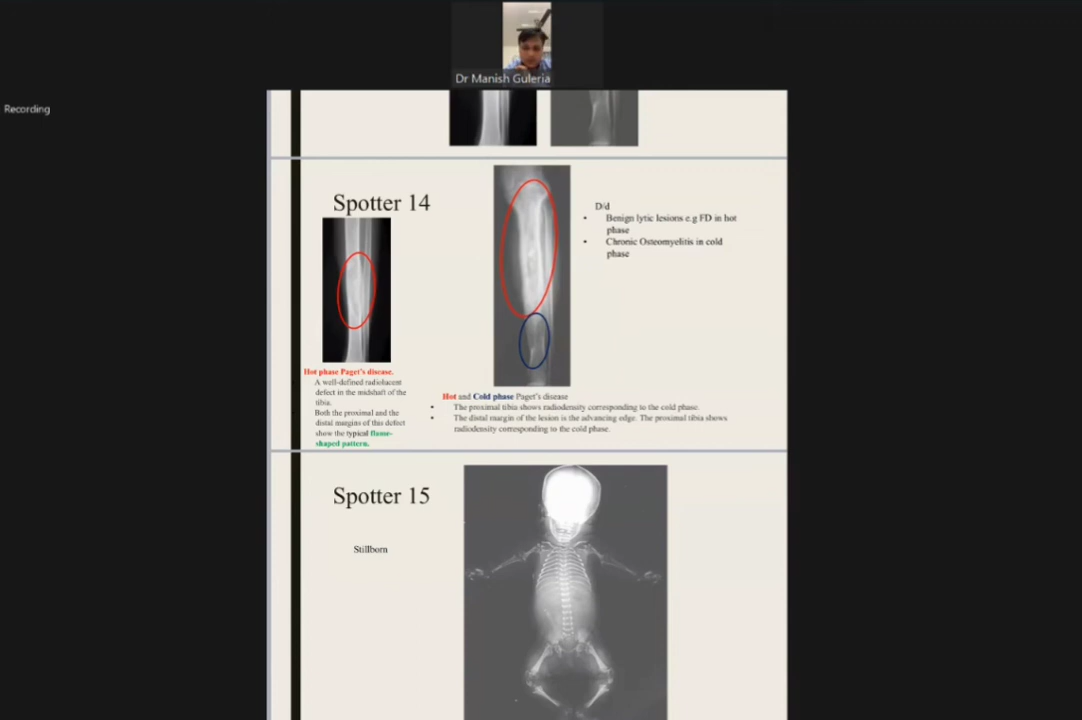 Dr Manish Guleria
Recording
Spotter 14
D/d
• Benign lytic lesions e.g FD in hot
phase
• Chronic Osteomyelitis in cold
phase
Hot phase Paget's disease.
A well-defined radiolucent
defect in the midshaft of the
tibia.
Both the proximal and the
distal margins of this defect
show the typical flame-
shaped pattern.
Hot and Cold phase Paget's disease
• The proximal tibia shows radiodensity corresponding to the cold phase.
• The distal margin of the lesion is the advancing edge. The proximal tibia shows
radiodensity corresponding to the cold phase.
Spotter 15
Stillborn